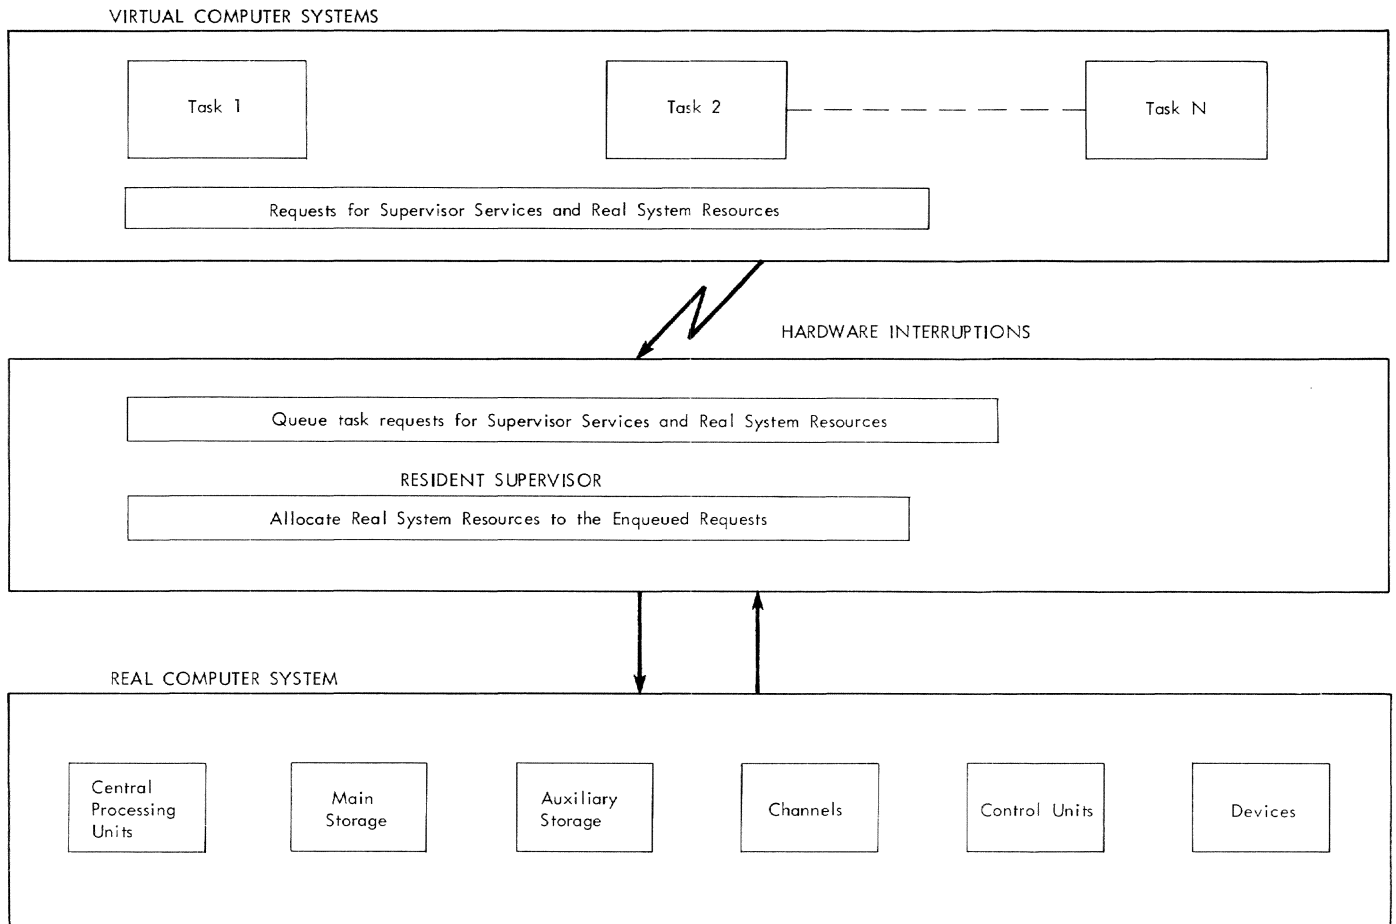 VIRTUAL COMPUTER SYSTEMS
Task 1
Task 2
Task N
Requests for Supervisor Services and Real System Resources
HARDWARE INTERRUPTIONS
Queue task requests for Supervisor Services and Real System Resources
RESIDENT SUPERVISOR
Allocate Real System Resources to the Enqueued Requests
REAL COMPUTER SYSTEM
Central
Processing
Units
Main
Storage
Auxiliary
Storage
Channels
Control Units
Devices